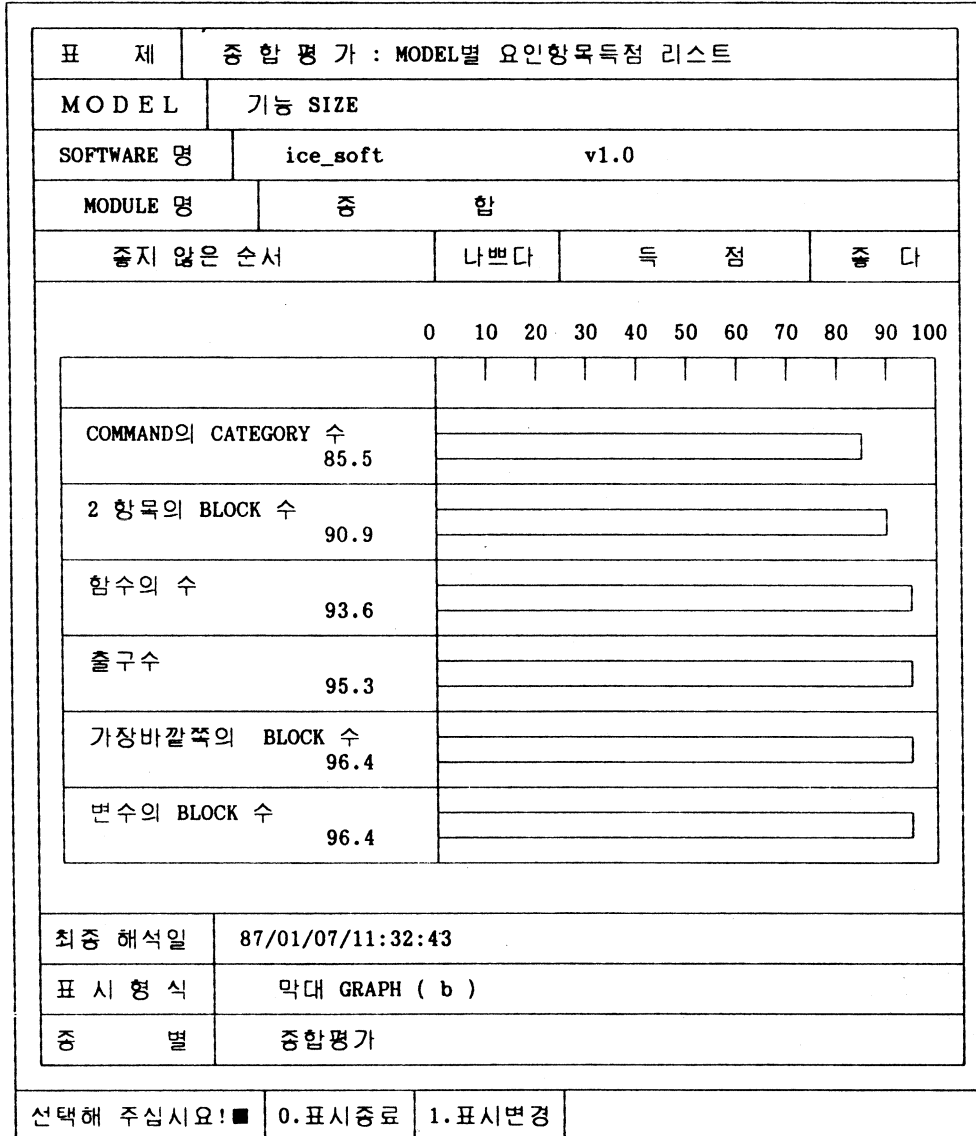 표 제 종 합 평 가 : MODEL별 요인항목득점 리스트
MODEL 기능 SIZE
SOFTWARE 명 ice_soft v1.0
MODULE 명 종 합
좋지 않은 순서 나쁘다 득 점 좋 다
0 10 20 30 40 50 60 70 80 90 100
COMMAND의 CATEGORY 수
85.5
2 항목의 BLOCK 수
90.9
함수의 수
93.6
출구수
95.3
가장바깥쪽의 BLOCK 수
96.4
변수의 BLOCK 수
96.4
최종 해석일 87/01/07/11:32:43
표 시 형 식 막대 GRAPH ( b )
종 별 종합평가
선택해 주십시요!■ 0.표시종료 1.표시변경